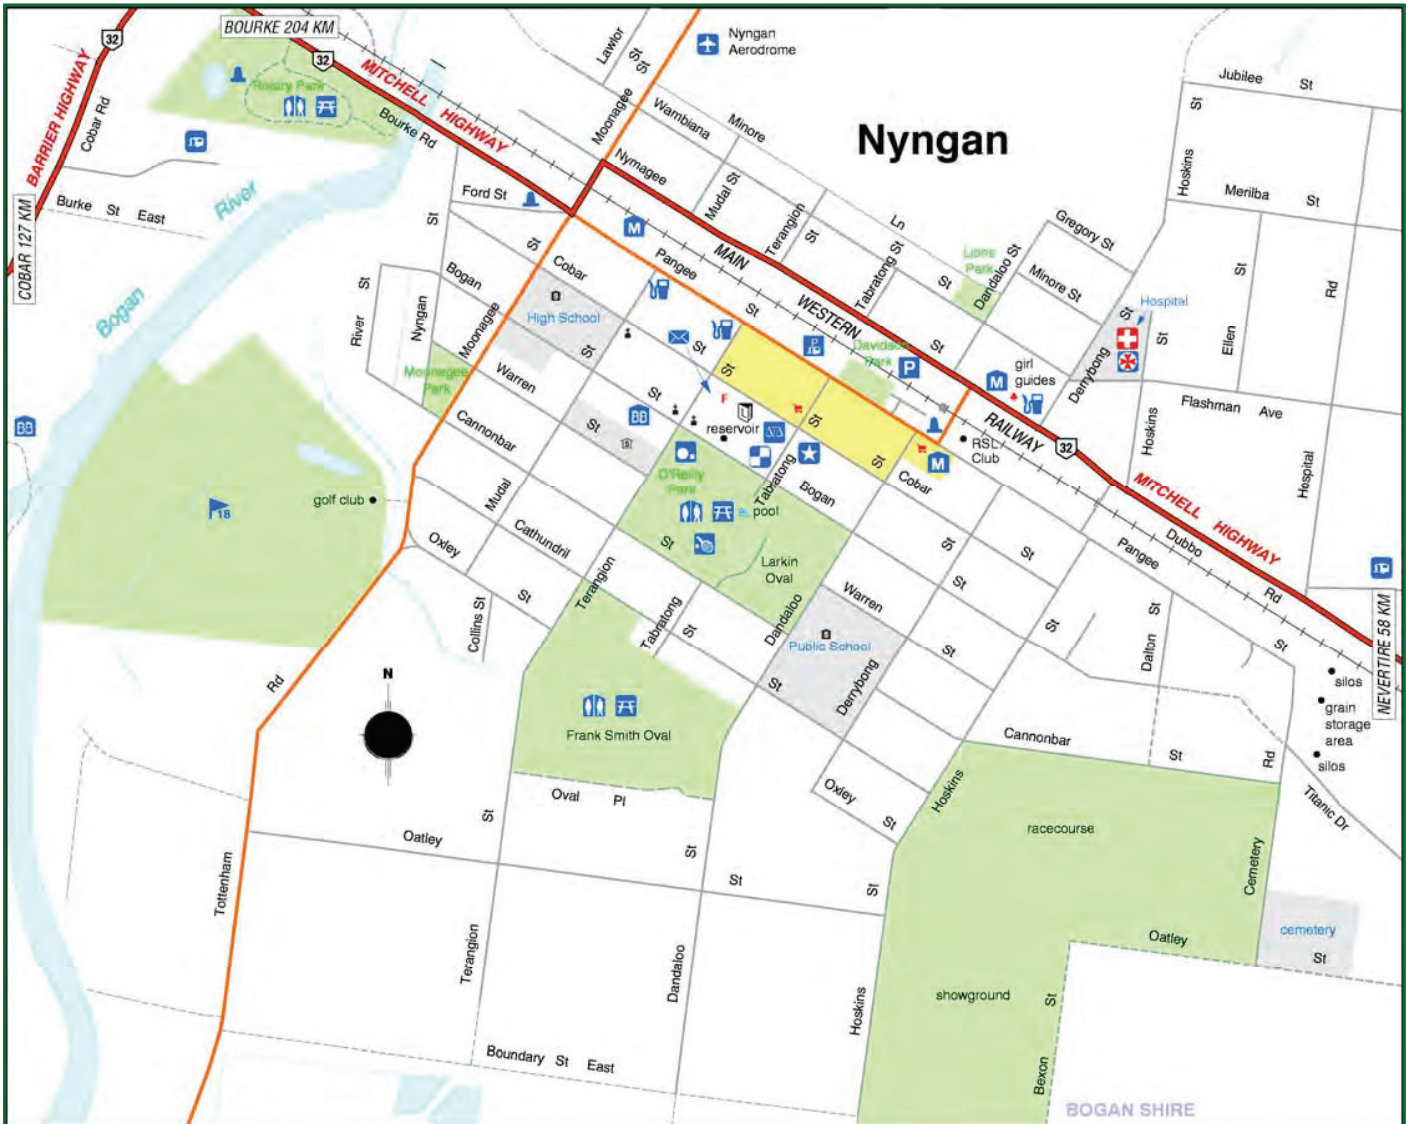 BOURKE 204 KM
32
32
MITCHELL HIGHWAY
BARRIER HIGHWAY
Cobar Rd
Rotary Park
Bourke Rd
COBAR 127 KM
Burke St East
Bogan River
Nyngan
Aerodrome
Lawlor St
Moonagee St
Wambiana
Minore Ln
Nyngan
Jubilee St
Hoskins St
Merilba St
Ford St
Nymagee St
Mudal St
Terangion St
Tabratong St
Lions
Park
Dandaloo St
Gregory St
Minore St
Hospital
Derrybong St
St
Ellen St
Rd
M
MAIN WESTERN RAILWAY
Pangee St
Cobar St
Bogan St
High School
River St
Nyngan St
Moonagee St
Moonagee
Park
Warren St
Cannonbar
Davidson
Park
P
M
girl
guides
RSL
Club
32
Flashman Ave
Hoskins
Hospital
MITCHELL HIGHWAY
Dubbo Rd
Pangee St
F
reservoir
BB
BB
M
Cobar St
Bogan St
Tabratong St
O'Reilly
Park
pool
Larkin
Oval
golf club
18
Mudal
Oxley St
Cathundril St
Terangion
Tabratong St
Dandaloo
Warren St
Public School
Derrybong
Collins St
Dalton St
NEVERTIRE 58 KM
silos
grain
storage
area
silos
Titanic Dr
N
Frank Smith Oval
Oval Pl
Cannonbar St
Oxley St
Hoskins
racecourse
Cemetery Rd
Oatley St
Tottenham Rd
Terangion St
Dandaloo St
Hoskins St
cemetery
Oatley St
showground
Bexon St
Boundary St East
BOGAN SHIRE